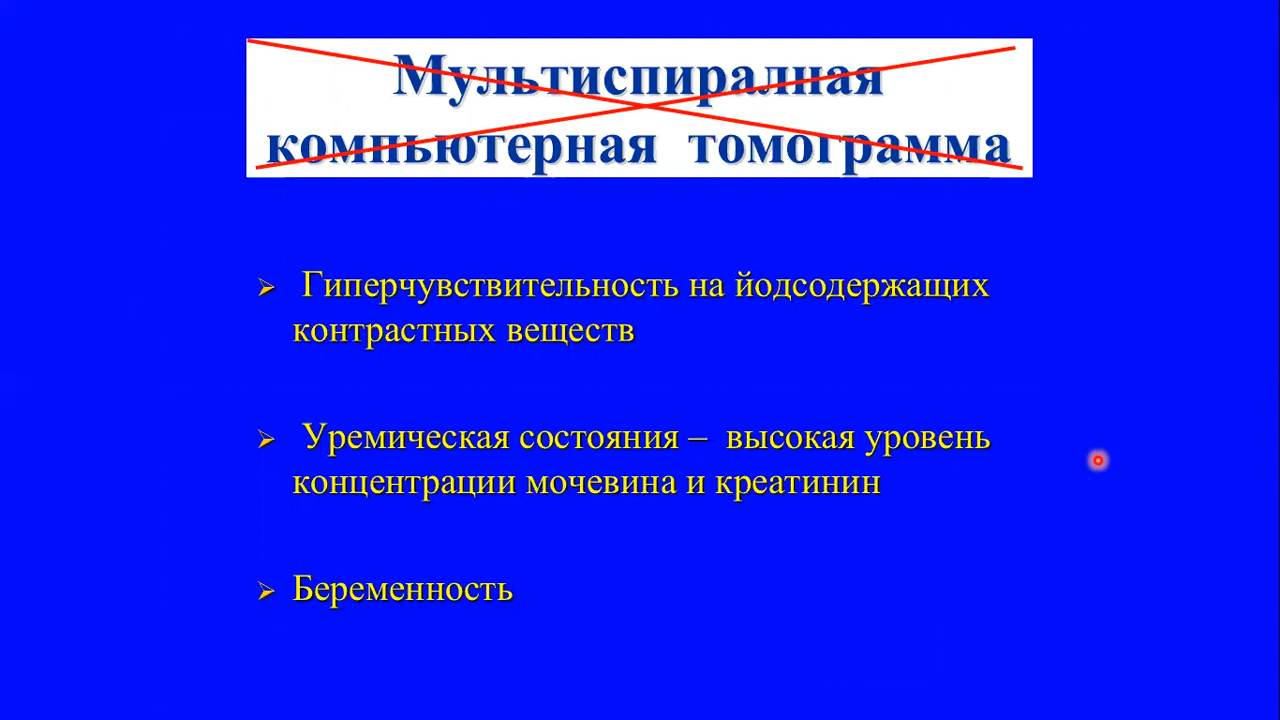 Мультиспиралная
компьютерная томограмма
➢ Гиперчувствительность на йодсодержащих
контрастных веществ
➢ Уремическая состояния – высокая уровень
концентрации мочевина и креатинин
➢ Беременность